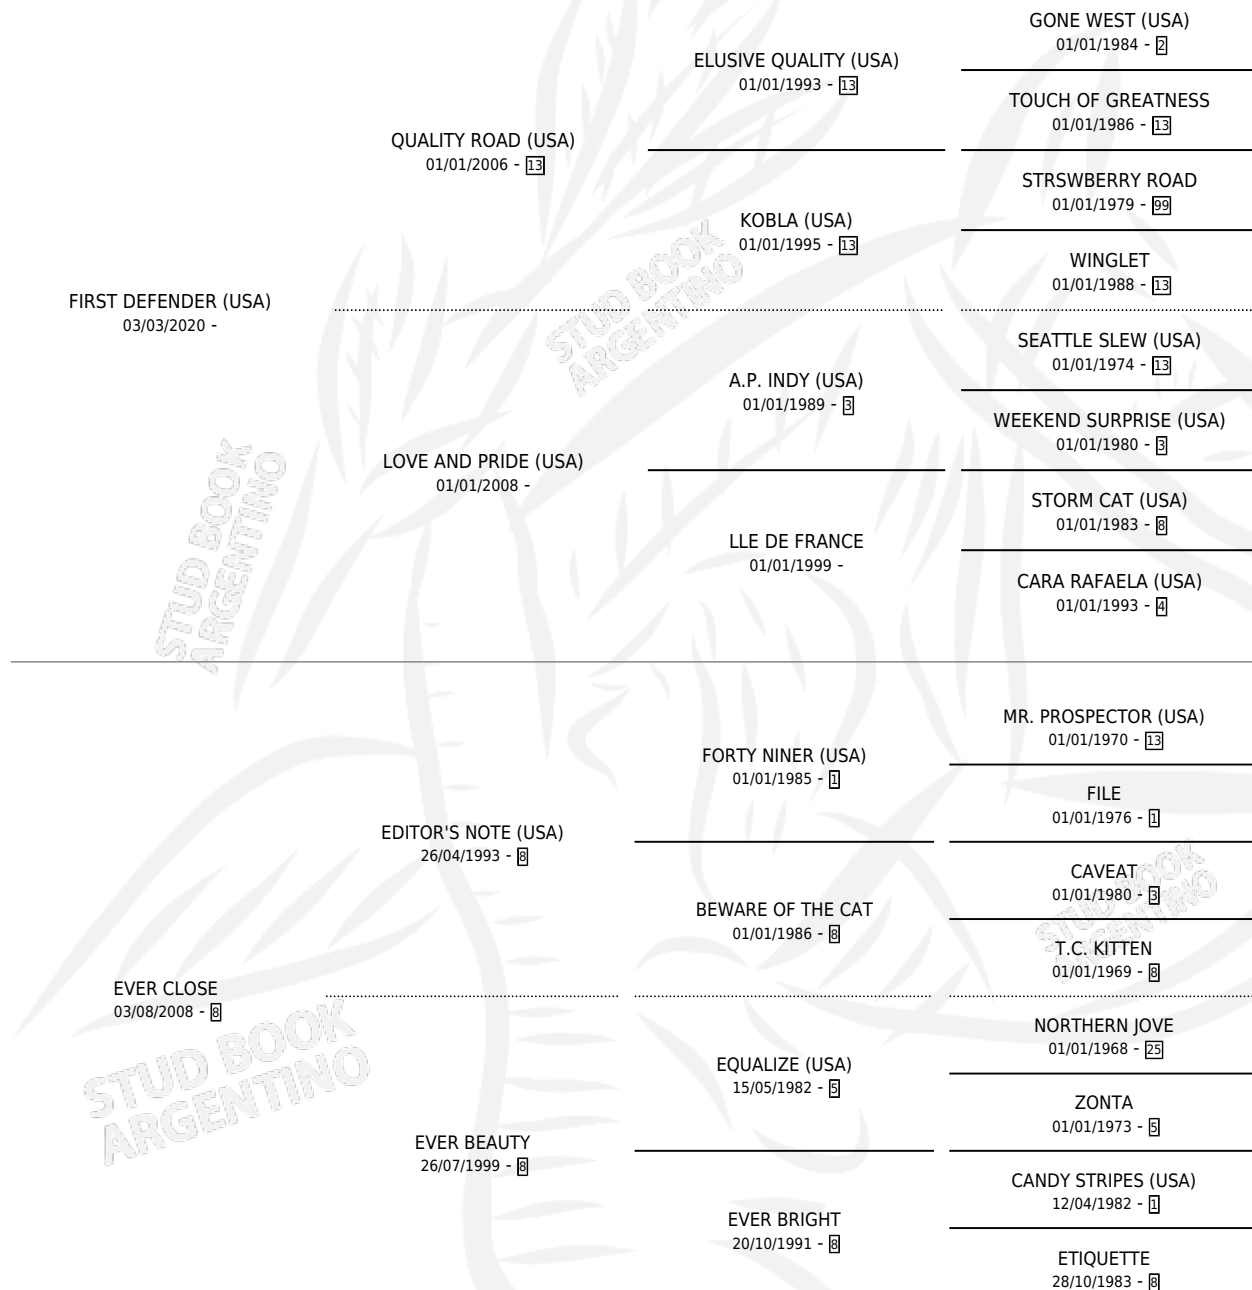 GONE WEST (USA)
01/01/1984 - 2
ELUSIVE QUALITY (USA)
01/01/1993 - 13
TOUCH OF GREATNESS
01/01/1986 - 13
QUALITY ROAD (USA)
01/01/2006 - 13
STRSWBERRY ROAD
01/01/1979 - 99
KOBLA (USA)
01/01/1995 - 13
WINGLET
01/01/1988 - 13
FIRST DEFENDER (USA)
03/03/2020 -
SEATTLE SLEW (USA)
01/01/1974 - 13
A.P. INDY (USA)
01/01/1989 - 3
WEEKEND SURPRISE (USA)
01/01/1980 - 3
LOVE AND PRIDE (USA)
01/01/2008 -
STORM CAT (USA)
01/01/1983 - 8
LLE DE FRANCE
01/01/1999 -
CARA RAFAELA (USA)
01/01/1993 - 4
MR. PROSPECTOR (USA)
01/01/1970 - 13
FORTY NINER (USA)
01/01/1985 - 1
FILE
01/01/1976 - 1
EDITOR'S NOTE (USA)
26/04/1993 - 8
CAVEAT
01/01/1980 - 3
BEWARE OF THE CAT
01/01/1986 - 8
T.C. KITTEN
01/01/1969 - 8
EVER CLOSE
03/08/2008 - 8
NORTHERN JOVE
01/01/1968 - 25
EQUALIZE (USA)
15/05/1982 - 5
ZONTA
01/01/1973 - 5
EVER BEAUTY
26/07/1999 - 8
CANDY STRIPES (USA)
12/04/1982 - 1
EVER BRIGHT
20/10/1991 - 8
ETIQUETTE
28/10/1983 - 8
STUD BOOK
ARGENTINO
STUD BOOK
ARGENTINO
STUD BOOK
ARGENTINO
STUD BOOK
ARGENTINO